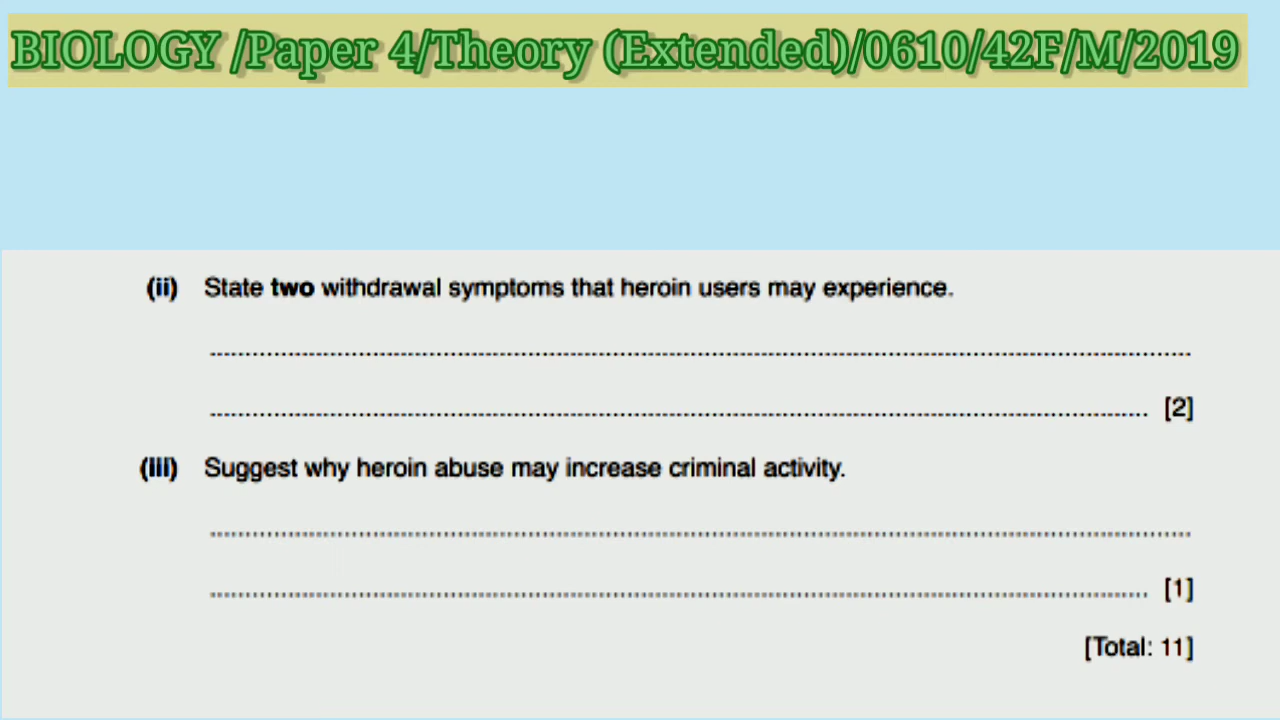 BIOLOGY /Paper 4/Theory (Extended)/0610/42F/M/2019
(ii) State two withdrawal symptoms that heroin users may experience.
[2]
(iii) Suggest why heroin abuse may increase criminal activity.
[1]
[Total: 11]